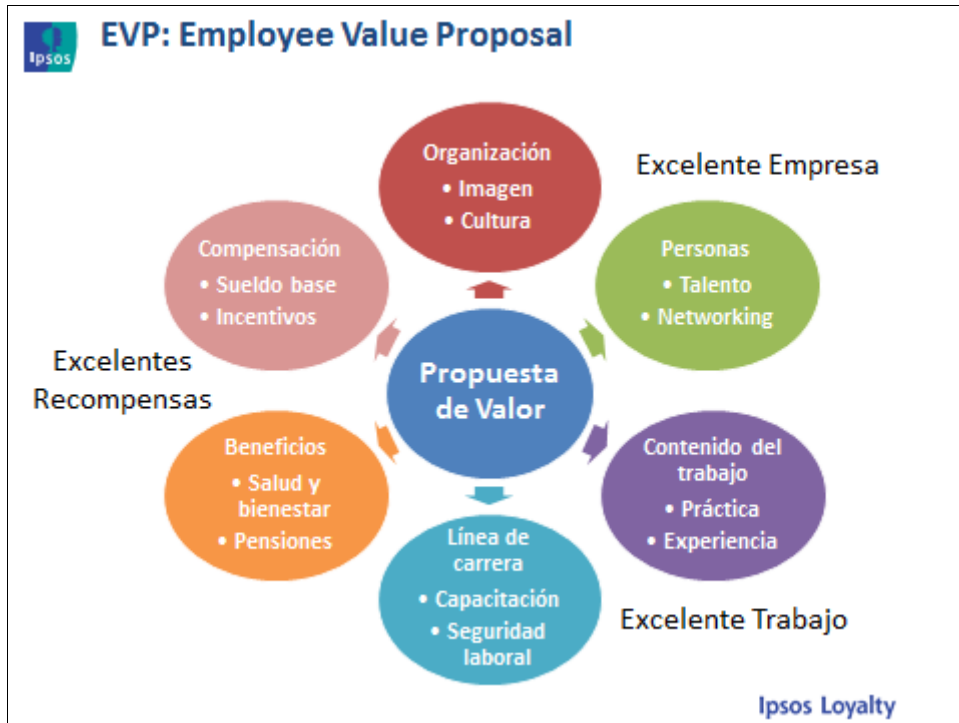 Ipsos
EVP: Employee Value Proposal
Organización
• Imagen
• Cultura
Excelente Empresa
Personas
• Talento
• Networking
Compensación
• Sueldo base
• Incentivos
Excelentes
Recompensas
Propuesta
de Valor
Beneficios
• Salud y
bienestar
• Pensiones
Contenido del
trabajo
• Práctica
• Experiencia
Línea de
carrera
• Capacitación
• Seguridad
laboral
Excelente Trabajo
Ipsos Loyalty